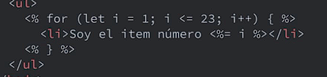 <ul>
<% for (let i = 1; i <= 23; i++) { %>
<li>Soy el item número <%= i %></li>
<% } %>
</ul>